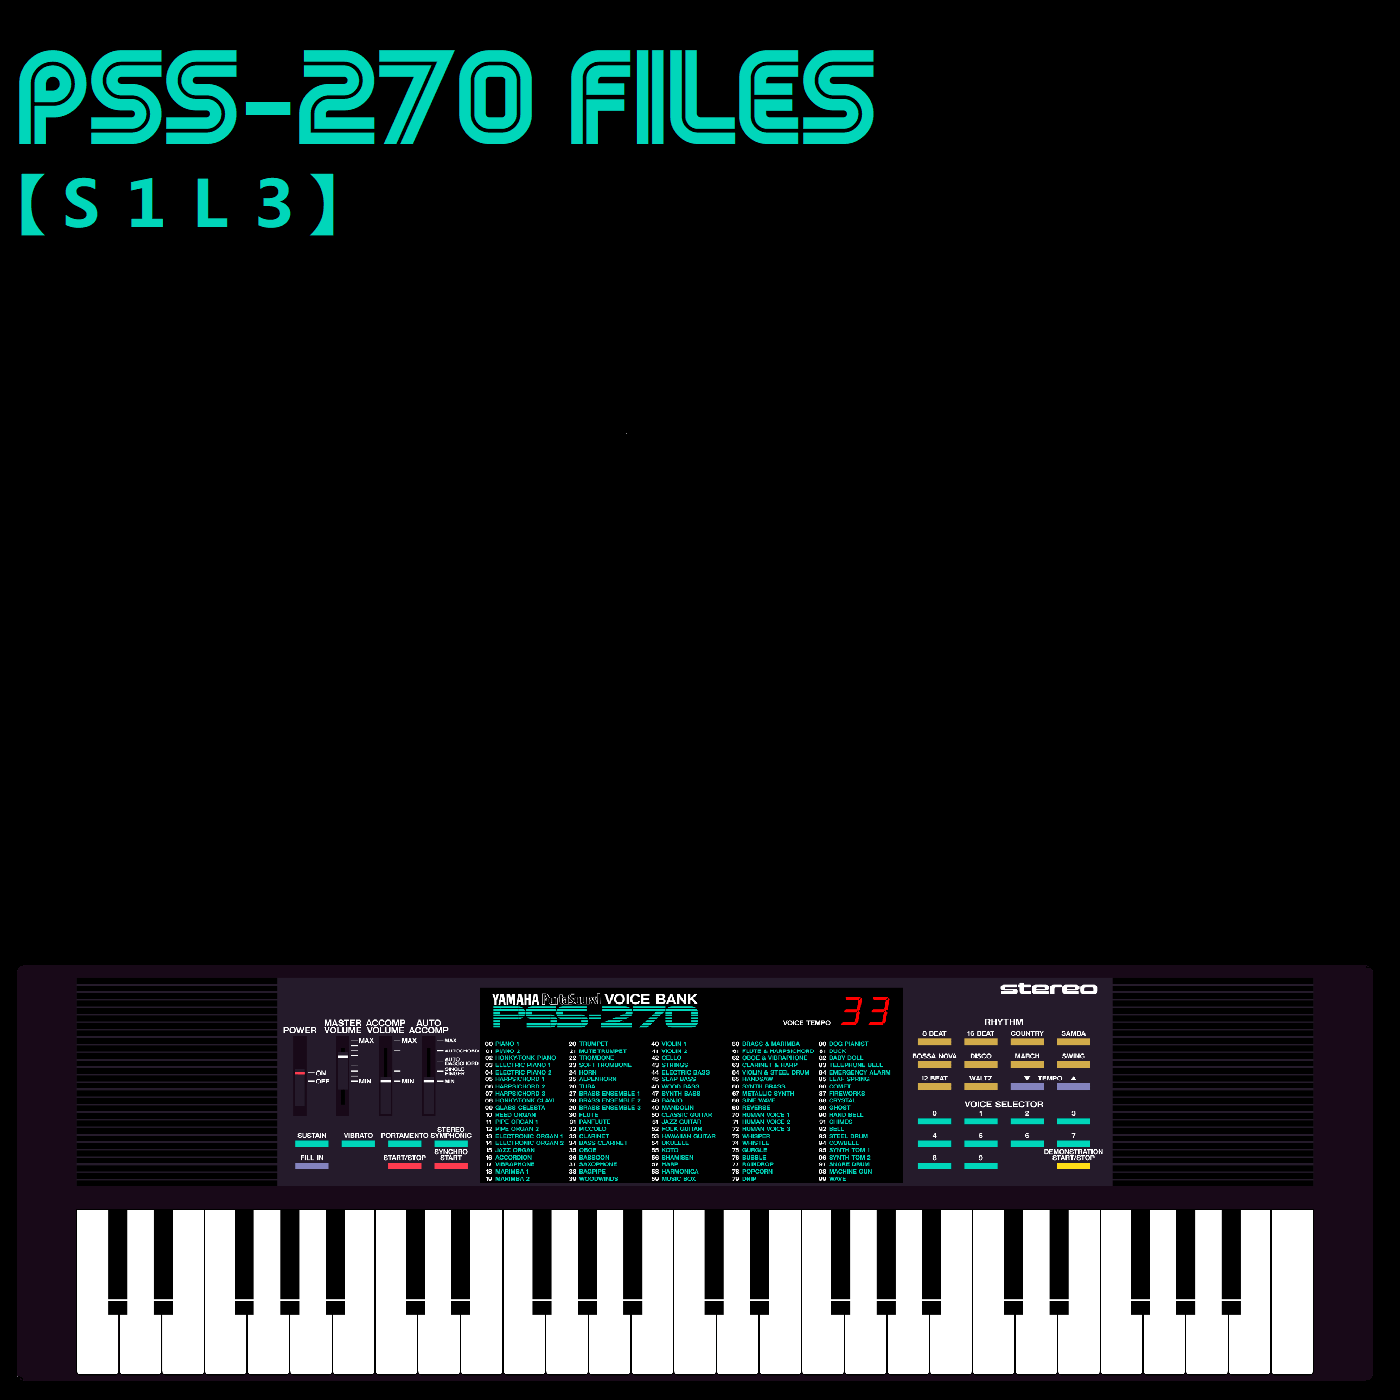 PSS-270 FILES
【S1L3】
stereo
YAMAHA PortaSound VOICE BANK
PSS-270
VOICE TEMPO 33
POWER
MASTER VOLUME
ACCOMP VOLUME
AUTO ACCOMP
MAX
MIN
ON
OFF
MAX
MIN
MAX
AUTO CHORD
AUTO BASS CHORD
SINGLE FINGER
MIN
SUSTAIN
VIBRATO
PORTAMENTO
STEREO SYMPHONIC
FILL IN
START/STOP
SYNCHRO START
00 PIANO 1
01 PIANO 2
02 HONKYTONK PIANO
03 ELECTRIC PIANO 1
04 ELECTRIC PIANO 2
05 HARPSICHORD 1
06 HARPSICHORD 2
07 HARPSICHORD 3
08 HONKYTONK CLAVI
09 GLASS CELESTA
10 REED ORGAN
11 PIPE ORGAN 1
12 PIPE ORGAN 2
13 ELECTRONIC ORGAN 1
14 ELECTRONIC ORGAN 2
15 JAZZ ORGAN
16 ACCORDION
17 VIBRAPHONE
18 MARIMBA 1
19 MARIMBA 2
20 TRUMPET
21 MUTE TRUMPET
22 TROMBONE
23 SOFT TROMBONE
24 HORN
25 ALPENHORN
26 TUBA
27 BRASS ENSEMBLE 1
28 BRASS ENSEMBLE 2
29 BRASS ENSEMBLE 3
30 FLUTE
31 PANFLUTE
32 PICCOLO
33 CLARINET
34 BASS CLARINET
35 OBOE
36 BASSOON
37 SAXOPHONE
38 BAGPIPE
39 WOODWINDS
40 VIOLIN 1
41 VIOLIN 2
42 CELLO
43 STRINGS
44 ELECTRIC BASS
45 SLAP BASS
46 WOOD BASS
47 SYNTH BASS
48 BANJO
49 MANDOLIN
50 CLASSIC GUITAR
51 JAZZ GUITAR
52 FOLK GUITAR
53 HAWAIIAN GUITAR
54 UKULELE
55 KOTO
56 SHAMISEN
57 HARP
58 HARMONICA
59 MUSIC BOX
60 BRASS & MARIMBA
61 FLUTE & HARPSICHORD
62 OBOE & VIBRAPHONE
63 CLARINET & HARP
64 VIOLIN & STEEL DRUM
65 HANDSAW
66 SYNTH BRASS
67 METALLIC SYNTH
68 SINE WAVE
69 REVERSE
70 HUMAN VOICE 1
71 HUMAN VOICE 2
72 HUMAN VOICE 3
73 WHISPER
74 WHISTLE
75 GURGLE
76 BUBBLE
77 RAINDROP
78 POPCORN
79 DRIP
80 DOG PIANIST
81 DUCK
82 BABY DOLL
83 TELEPHONE BELL
84 EMERGENCY ALARM
85 LEAF SPRING
86 COMET
87 FIREWORKS
88 CRYSTAL
89 GHOST
90 HAND BELL
91 CHIMES
92 BELL
93 STEEL DRUM
94 COWBELL
95 SYNTH TOM 1
96 SYNTH TOM 2
97 SNARE DRUM
98 MACHINE GUN
99 WAVE
RHYTHM
8 BEAT 16 BEAT COUNTRY SAMBA
BOSSA NOVA DISCO MARCH SWING
12 BEAT WALTZ ▼ TEMPO ▲
VOICE SELECTOR
0 1 2 3
4 5 6 7
8 9
DEMONSTRATION START/STOP